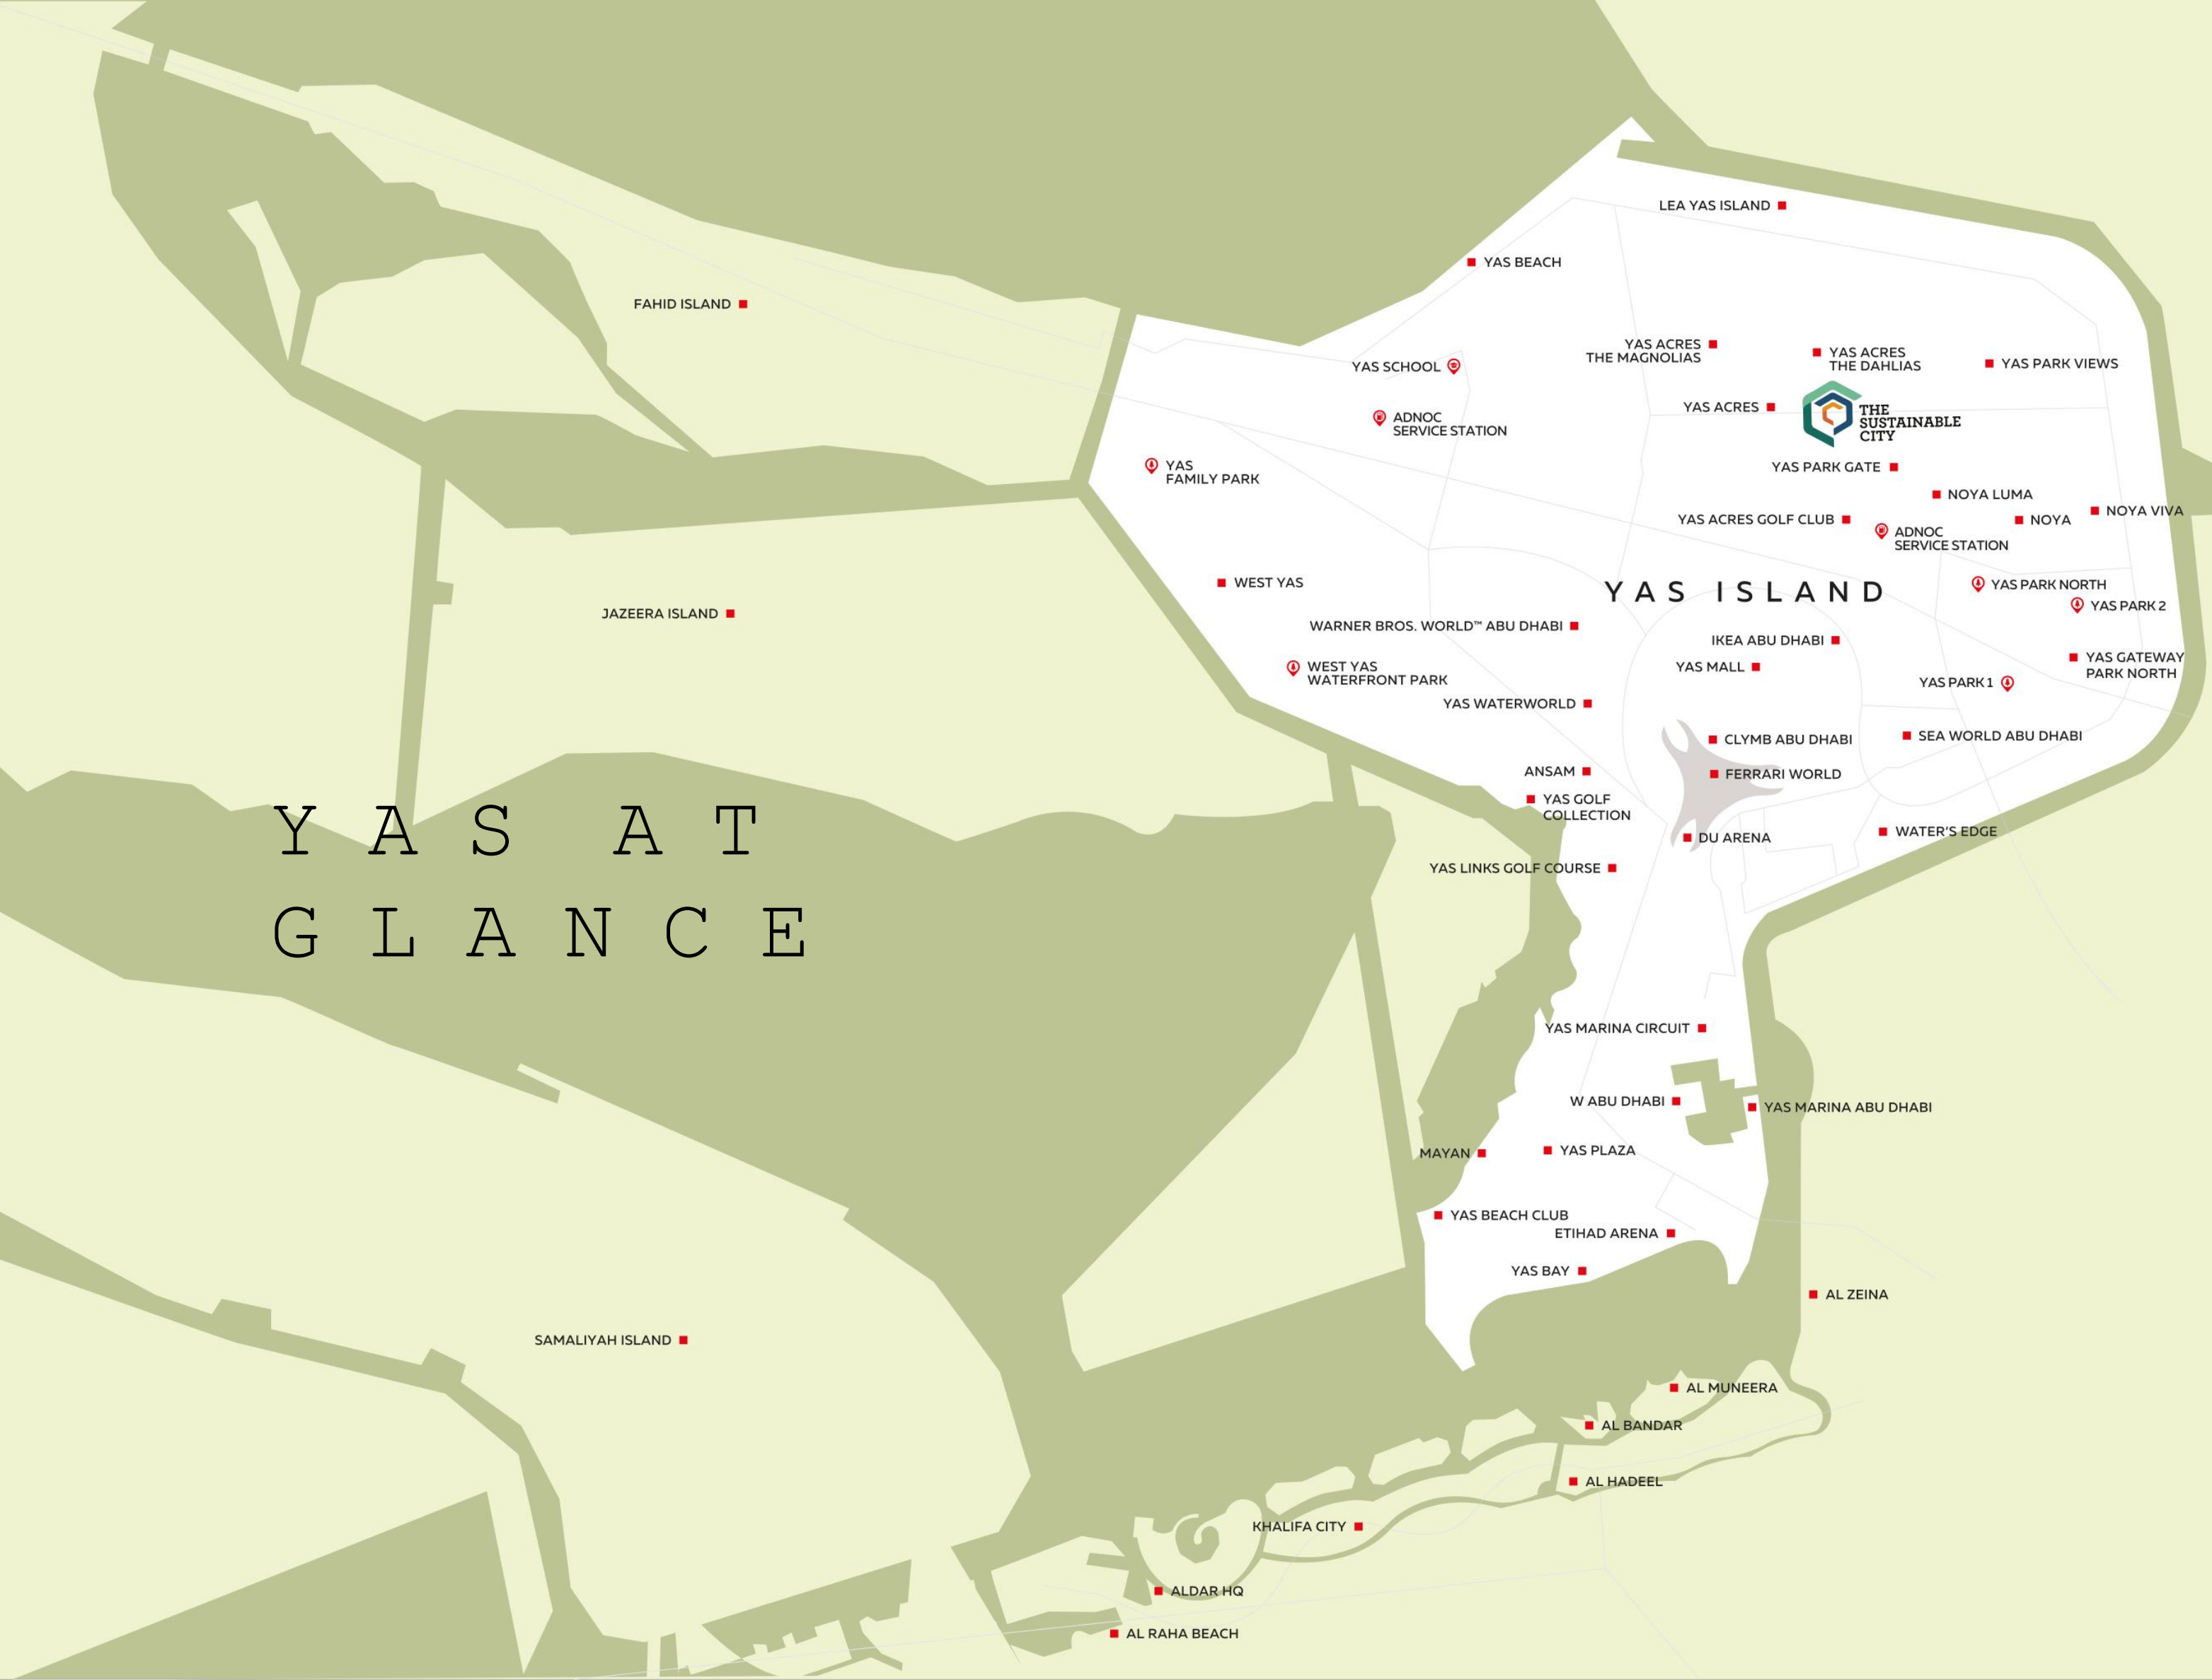 LEA YAS ISLAND
YAS BEACH
FAHID ISLAND
YAS ACRES
THE MAGNOLIAS
YAS ACRES
THE DAHLIAS
YAS PARK VIEWS
YAS SCHOOL
YAS ACRES
THE
SUSTAINABLE
CITY
ADNOC
SERVICE STATION
YAS
FAMILY PARK
YAS PARK GATE
NOYA LUMA
NOYA VIVA
YAS ACRES GOLF CLUB
NOYA
ADNOC
SERVICE STATION
WEST YAS
YAS ISLAND
YAS PARK NORTH
YAS PARK 2
JAZEERA ISLAND
WARNER BROS. WORLD™ ABU DHABI
IKEA ABU DHABI
YAS MALL
WEST YAS
WATERFRONT PARK
YAS GATEWAY
PARK NORTH
YAS PARK 1
YAS WATERWORLD
CLYMB ABU DHABI
SEA WORLD ABU DHABI
ANSAM
FERRARI WORLD
YAS GOLF
COLLECTION
YAS AT
GLANCE
DU ARENA
WATER'S EDGE
YAS LINKS GOLF COURSE
YAS MARINA CIRCUIT
W ABU DHABI
YAS MARINA ABU DHABI
MAYAN
YAS PLAZA
YAS BEACH CLUB
ETIHAD ARENA
YAS BAY
AL ZEINA
SAMALIYAH ISLAND
AL MUNEERA
AL BANDAR
AL HADEEL
KHALIFA CITY
ALDAR HQ
AL RAHA BEACH